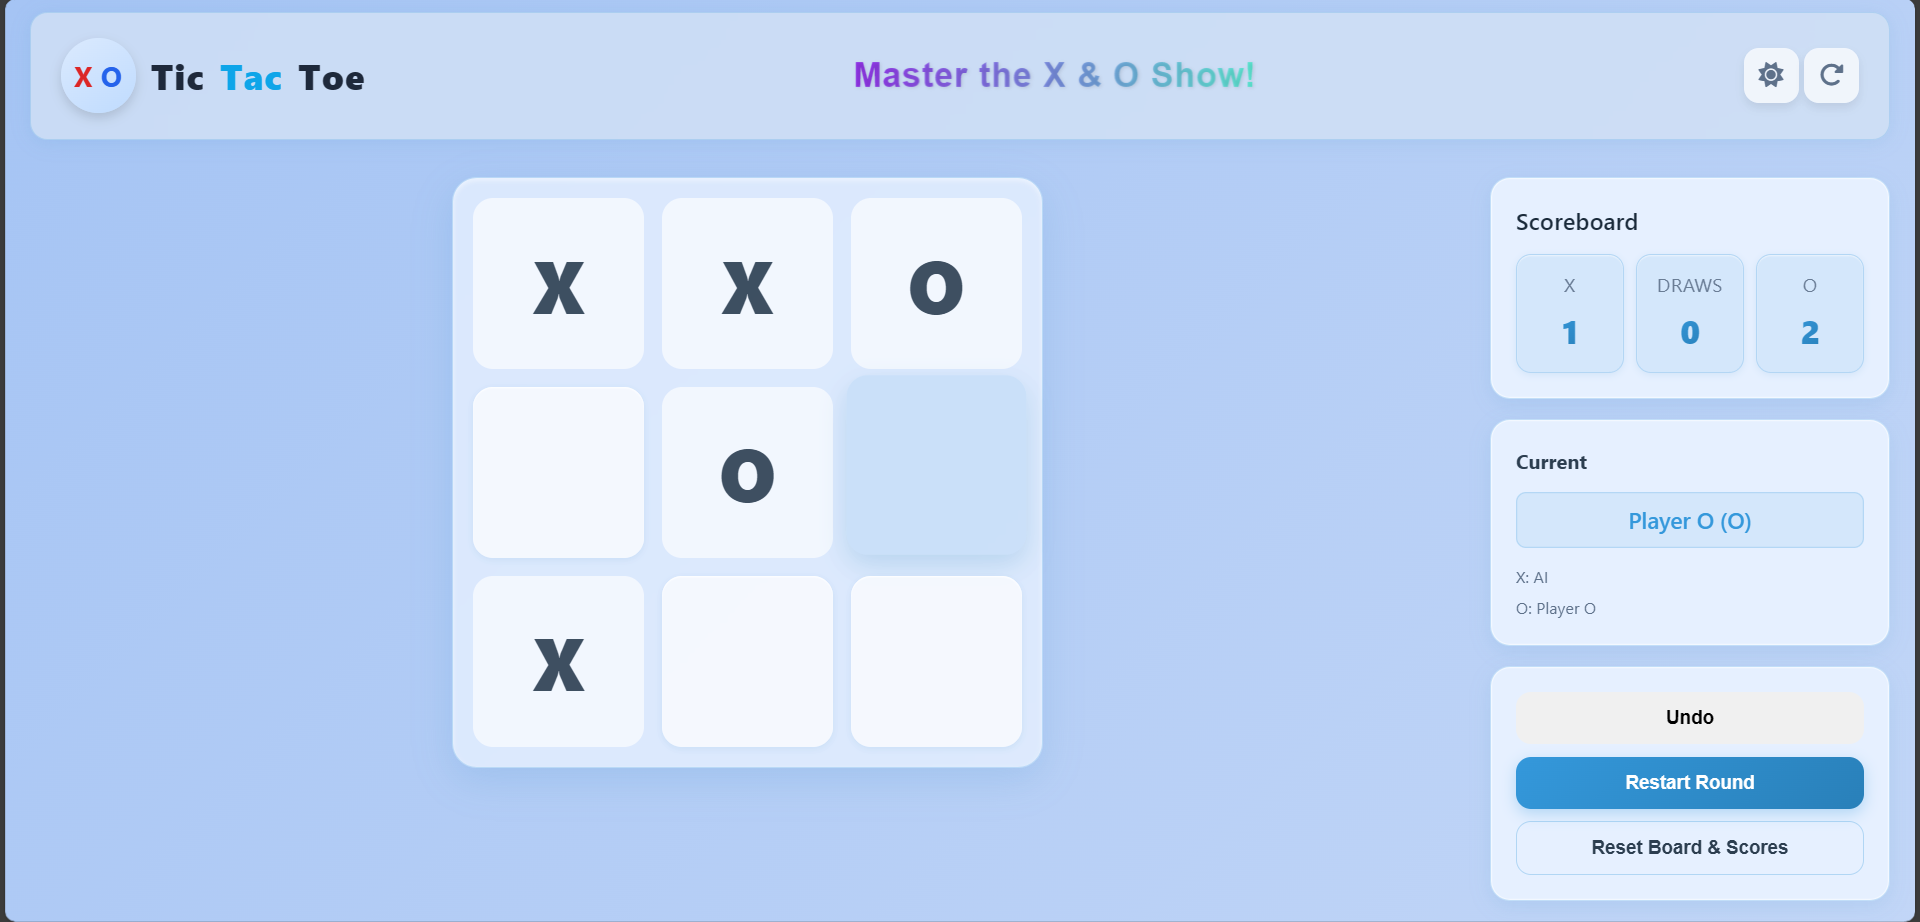 X O
Tic Tac Toe
Master the X & O Show!
X X O
O
X
Scoreboard
X DRAWS O
1 0 2
Current
Player O (O)
X: AI
O: Player O
Undo
Restart Round
Reset Board & Scores